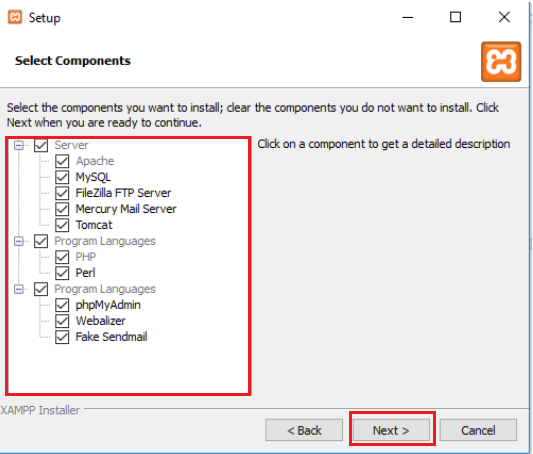 Setup
Select Components
Select the components you want to install; clear the components you do not want to install. Click
Next when you are ready to continue.
Server
Apache
MySQL
FileZilla FTP Server
Mercury Mail Server
Tomcat
Program Languages
PHP
Perl
Program Languages
phpMyAdmin
Webalizer
Fake Sendmail
Click on a component to get a detailed description
XAMPP Installer
< Back
Next >
Cancel